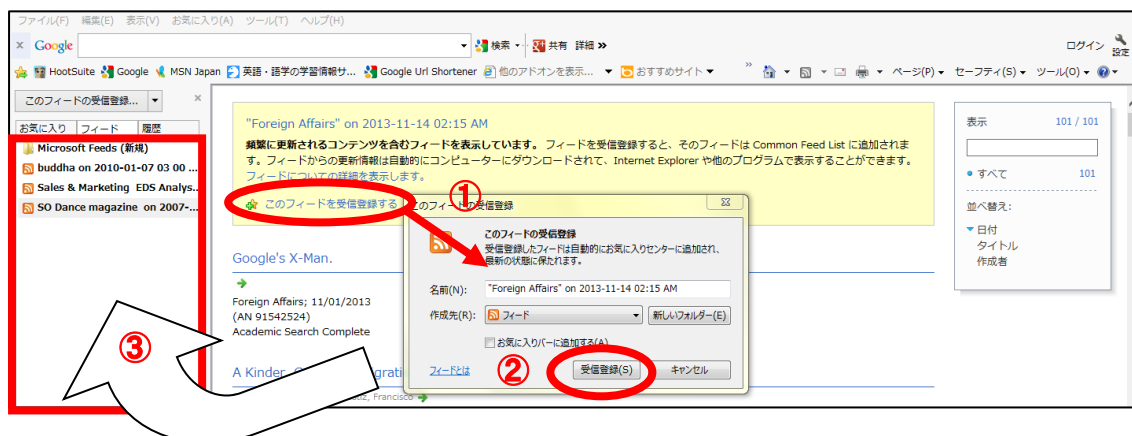 ファイル(F) 編集(E) 表示(V) お気に入り(A) ツール(T) ヘルプ(H)
x Google 検索 共有 詳細 » ログイン 設定
HootSuite Google MSN Japan 英語・語学の学習情報サ... Google Url Shortener 他のアドオンを表示... おすすめサイト ▼ » ページ(P) セーフティ(S) ツール(O)
このフィードの受信登録... ×
お気に入り フィード 履歴
Microsoft Feeds (新規)
buddha on 2010-01-07 03 00 ...
Sales & Marketing EDS Analys...
SO Dance magazine on 2007-...
"Foreign Affairs" on 2013-11-14 02:15 AM
頻繁に更新されるコンテンツを含むフィードを表示しています。 フィードを受信登録すると、そのフィードは Common Feed List に追加されま
す。フィードからの更新情報は自動的にコンピューターにダウンロードされて、Internet Explorer や他のプログラムで表示することができます。
フィードについての詳細を表示します。
このフィードを受信登録する
①
Google's X-Man.
Foreign Affairs; 11/01/2013
(AN 91542524)
Academic Search Complete
A Kinder,
Francisco
このフィードの受信登録
このフィードの受信登録
受信登録したフィードは自動的にお気に入りセンターに追加され、
最新の状態に保たれます。
名前(N): "Foreign Affairs" on 2013-11-14 02:15 AM
作成先(R): フィード 新しいフォルダー(E)
お気に入りバーに追加する(A)
フィードとは ② 受信登録(S) キャンセル
③
表示 101 / 101
すべて 101
並べ替え:
日付
タイトル
作成者